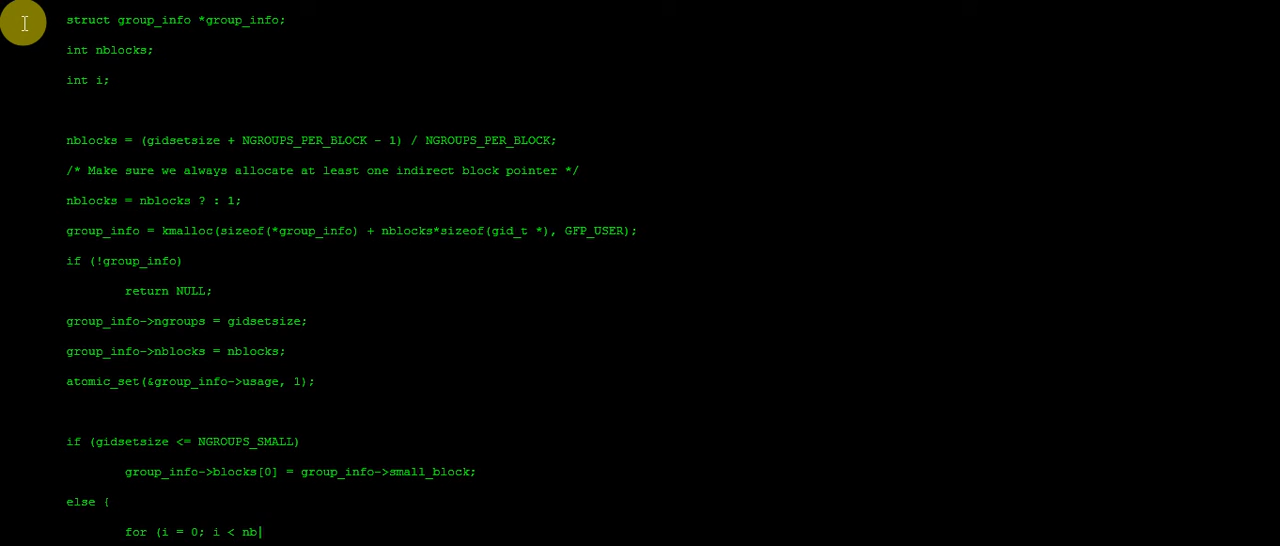 struct group_info *group_info;
int nblocks;
int i;
nblocks = (gidsetsize + NGROUPS_PER_BLOCK - 1) / NGROUPS_PER_BLOCK;
/* Make sure we always allocate at least one indirect block pointer */
nblocks = nblocks ? : 1;
group_info = kmalloc(sizeof(*group_info) + nblocks*sizeof(gid_t *), GFP_USER);
if (!group_info)
return NULL;
group_info->ngroups = gidsetsize;
group_info->nblocks = nblocks;
atomic_set(&group_info->usage, 1);
if (gidsetsize <= NGROUPS_SMALL)
group_info->blocks[0] = group_info->small_block;
else {
for (i = 0; i < nb